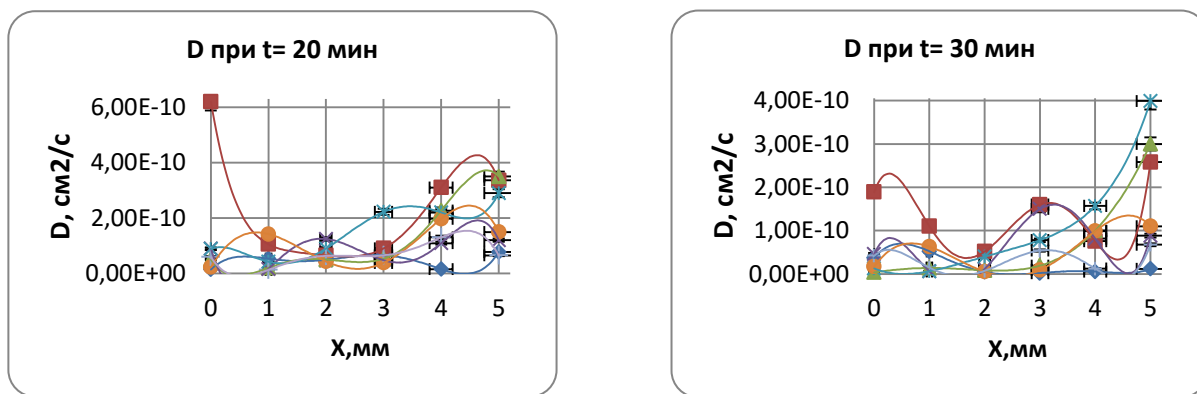 D при t= 20 мин
6,00E-10
4,00E-10
2,00E-10
0,00E+00
D, см2/с
0 1 2 3 4 5
X,мм
D при t= 30 мин
4,00E-10
3,00E-10
2,00E-10
1,00E-10
0,00E+00
D, см2/с
0 1 2 3 4 5
X,мм